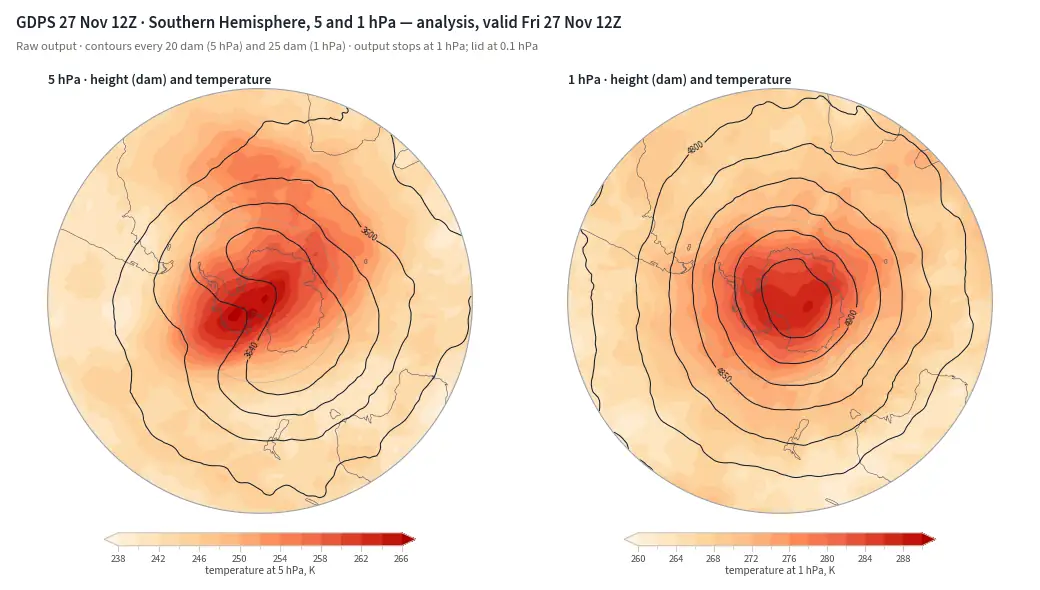 GDPS 27 Nov 12Z · Southern Hemisphere, 5 and 1 hPa — analysis, valid Fri 27 Nov 12Z
Raw output · contours every 20 dam (5 hPa) and 25 dam (1 hPa) · output stops at 1 hPa; lid at 0.1 hPa
5 hPa · height (dam) and temperature
1 hPa · height (dam) and temperature
4800
3600
4900
3640
4850
238 242 246 250 254 258 262 266
temperature at 5 hPa, K
260 264 268 272 276 280 284 288
temperature at 1 hPa, K